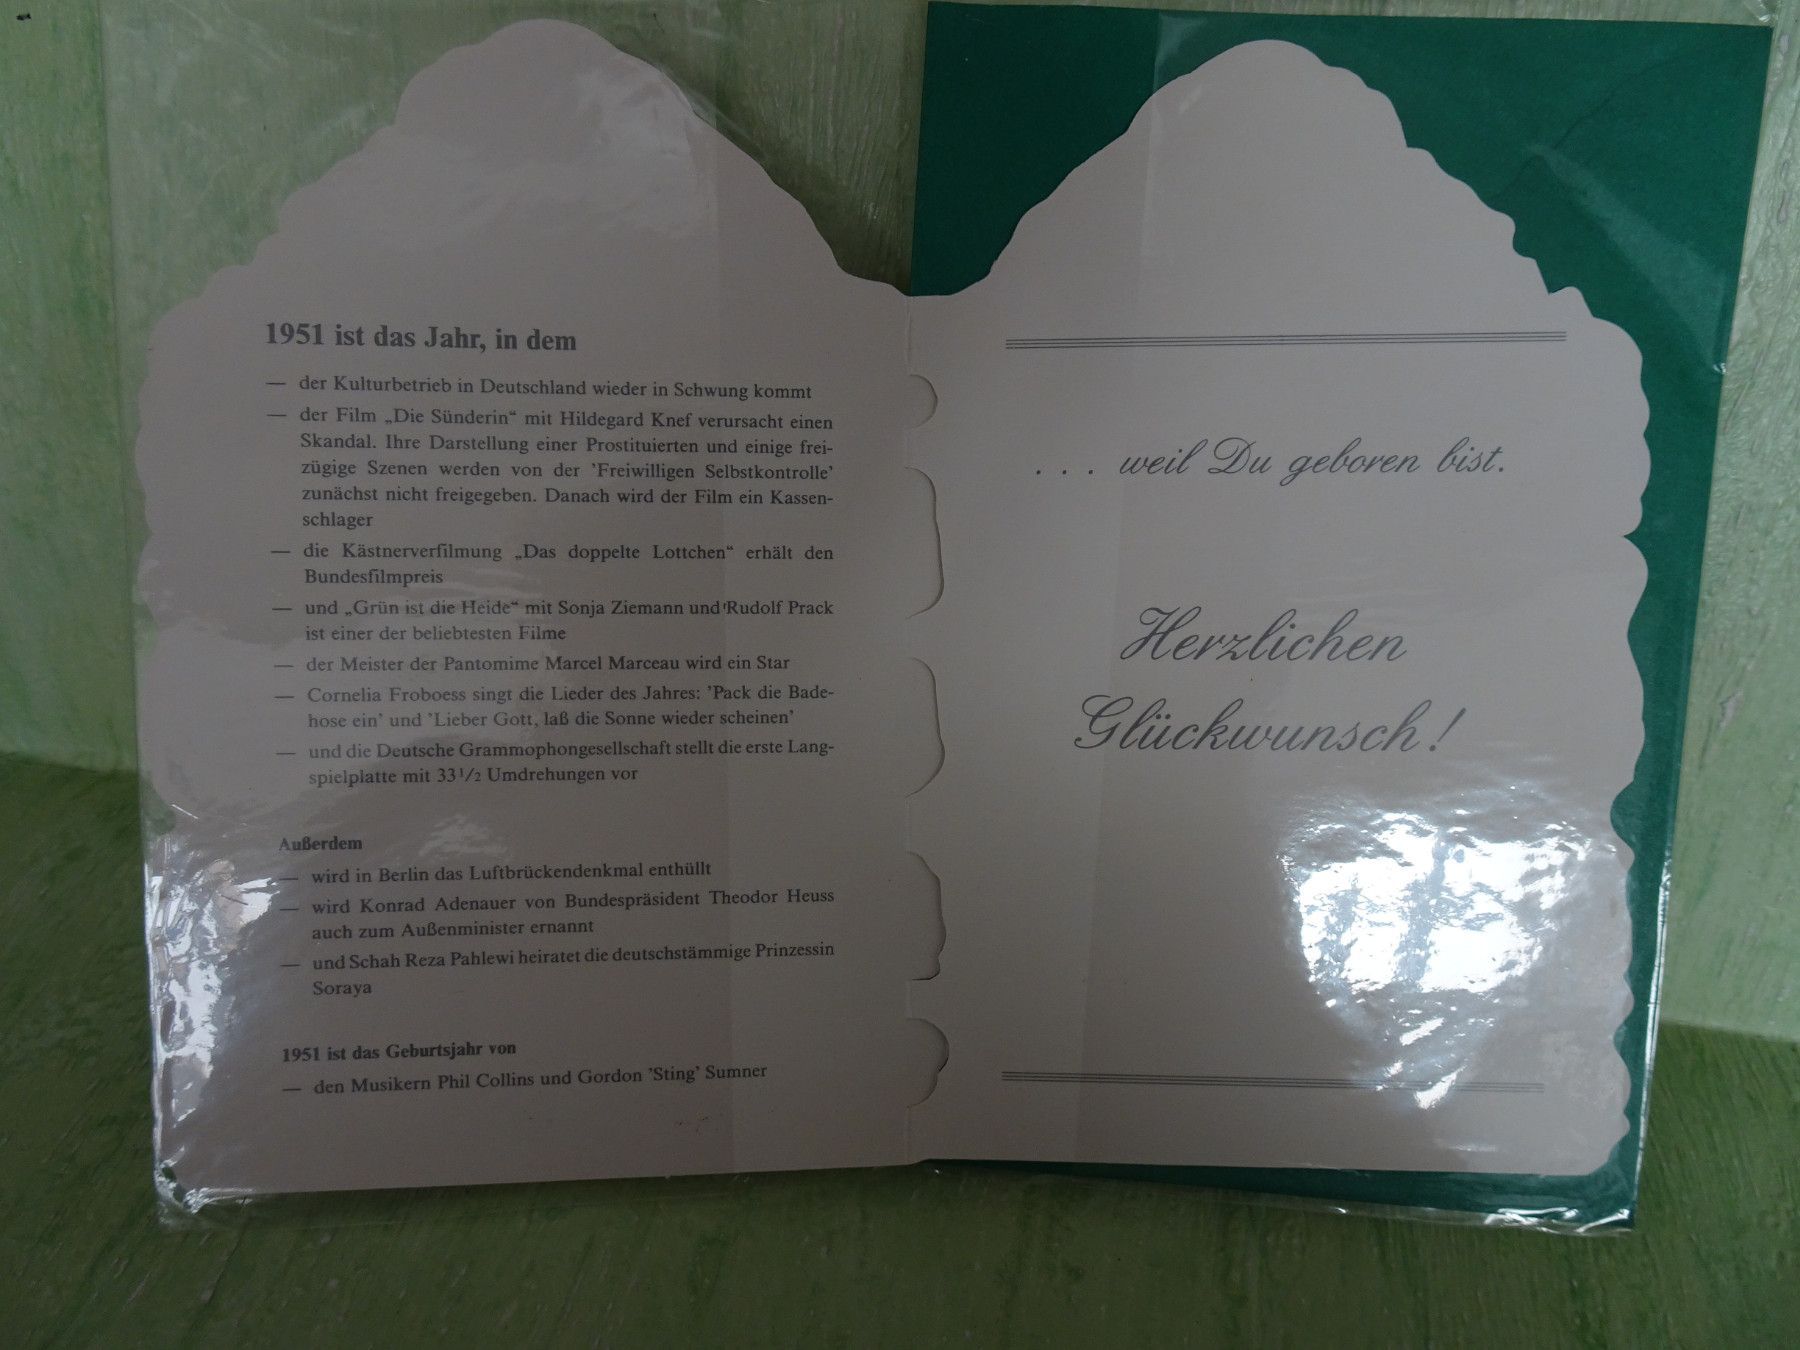 1951 ist das Jahr, in dem
— der Kulturbetrieb in Deutschland wieder in Schwung kommt
— der Film „Die Sünderin“ mit Hildegard Knef verursacht einen
Skandal. Ihre Darstellung einer Prostituierten und einige frei-
zügige Szenen werden von der 'Freiwilligen Selbstkontrolle'
zunächst nicht freigegeben. Danach wird der Film ein Kassen-
schlager
— die Kästnerverfilmung „Das doppelte Lottchen“ erhält den
Bundesfilmpreis
— und „Grün ist die Heide“ mit Sonja Ziemann und Rudolf Prack
ist einer der beliebtesten Filme
— der Meister der Pantomime Marcel Marceau wird ein Star
— Cornelia Froboess singt die Lieder des Jahres: 'Pack die Bade-
hose ein' und 'Lieber Gott, laß die Sonne wieder scheinen'
— und die Deutsche Grammophongesellschaft stellt die erste Lang-
spielplatte mit 33 1/2 Umdrehungen vor
Außerdem
— wird in Berlin das Luftbrückendenkmal enthüllt
— wird Konrad Adenauer von Bundespräsident Theodor Heuss
auch zum Außenminister ernannt
— und Schah Reza Pahlewi heiratet die deutschstämmige Prinzessin
Soraya
1951 ist das Geburtsjahr von
— den Musikern Phil Collins und Gordon 'Sting' Sumner
. . . weil Du geboren bist.
Herzlichen
Glückwunsch!